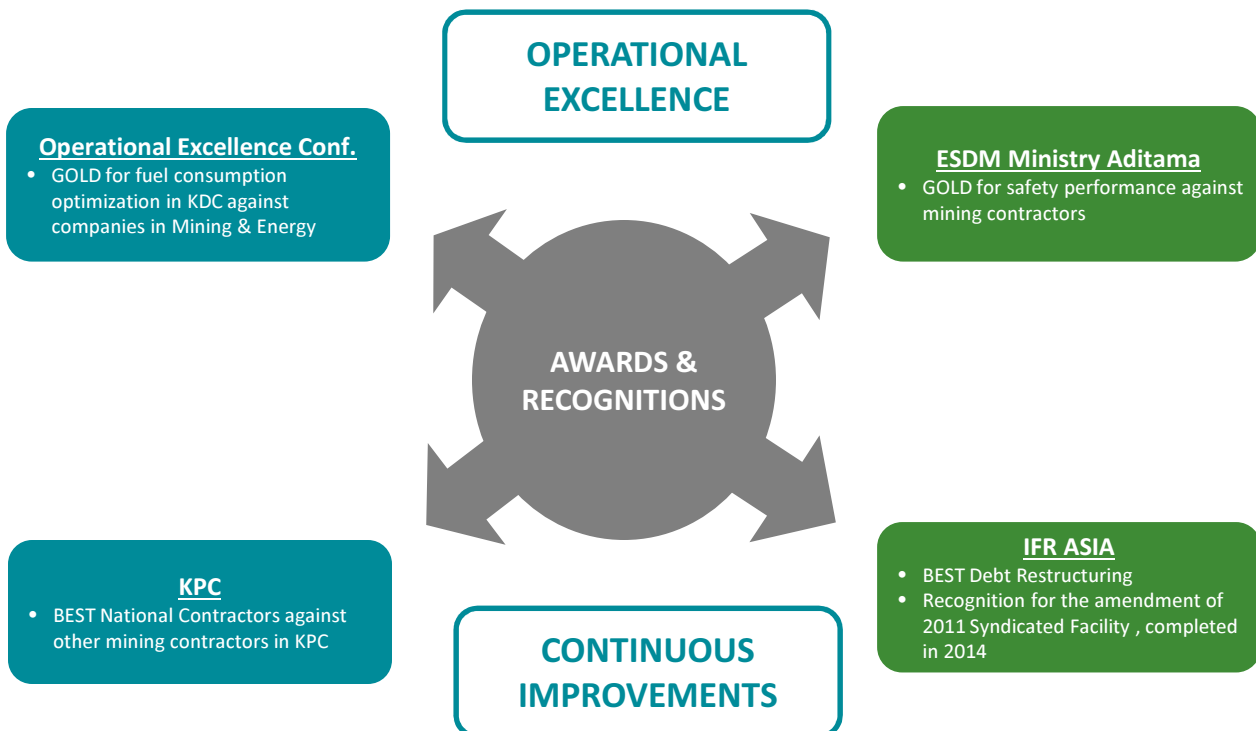 OPERATIONAL
EXCELLENCE
Operational Excellence Conf.
• GOLD for fuel consumption
optimization in KDC against
companies in Mining & Energy
ESDM Ministry Aditama
• GOLD for safety performance against
mining contractors
AWARDS &
RECOGNITIONS
KPC
• BEST National Contractors against
other mining contractors in KPC
IFR ASIA
• BEST Debt Restructuring
• Recognition for the amendment of
2011 Syndicated Facility , completed
in 2014
CONTINUOUS
IMPROVEMENTS